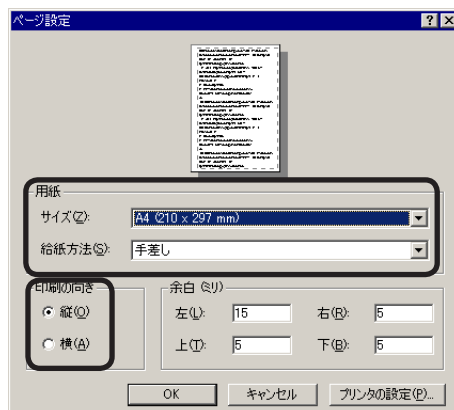 ページ設定
用紙
サイズ(Z):
A4 (210 x 297 mm)
給紙方法(S):
手差し
印刷の向き
縦(O)
横(A)
余白 (ミリ)
左(L): 15 右(R): 5
上(T): 5 下(B): 5
OK キャンセル プリンタの設定(P)...